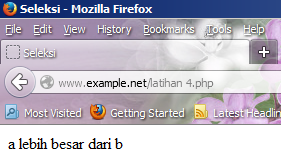 Seleksi - Mozilla Firefox
File Edit View History Bookmarks Tools Help
Seleksi
www.example.net/latihan 4.php
Most Visited Getting Started Latest Headlin
a lebih besar dari b